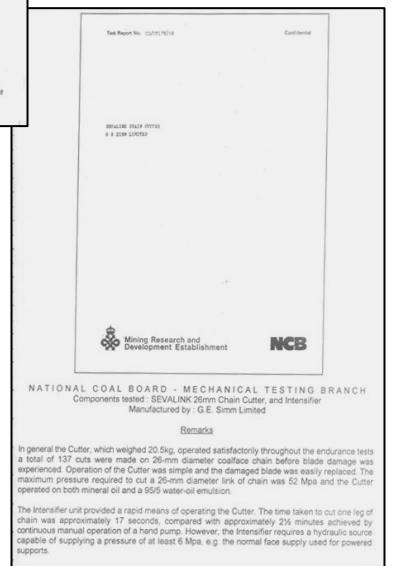 Test Report No.
Confidential
SEVALINK CHAIN CUTTER
G E SIMM LIMITED
Mining Research and
Development Establishment
NCB
NATIONAL COAL BOARD - MECHANICAL TESTING BRANCH
Components tested : SEVALINK 26mm Chain Cutter, and Intensifier
Manufactured by : G.E. Simm Limited
Remarks
In general the Cutter, which weighed 20.5kg, operated satisfactorily throughout the endurance tests
a total of 137 cuts were made on 26-mm diameter coalface chain before blade damage was
experienced. Operation of the Cutter was simple and the damaged blade was easily replaced. The
maximum pressure required to cut a 26-mm diameter link of chain was 52 Mpa and the Cutter
operated on both mineral oil and a 95/5 water-oil emulsion.
The Intensifier unit provided a rapid means of operating the Cutter. The time taken to cut one leg of
chain was approximately 17 seconds, compared with approximately 2½ minutes achieved by
continuous manual operation of a hand pump. However, the Intensifier requires a hydraulic source
capable of supplying a pressure of at least 6 Mpa, e.g. the normal face supply used for powered
supports.